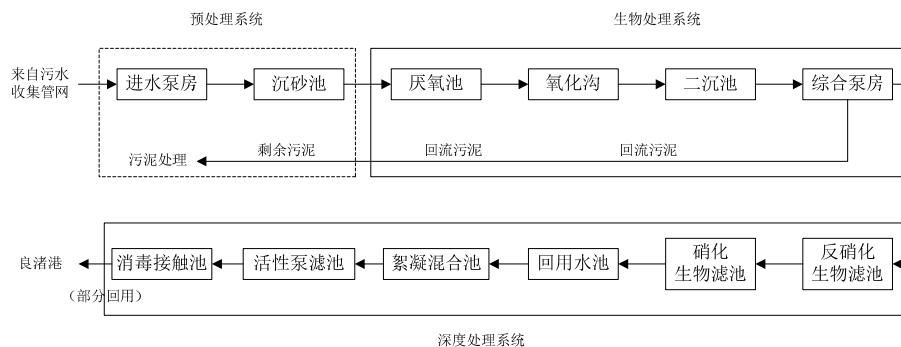 预处理系统
生物处理系统
来自污水
收集管网
进水泵房
沉砂池
厌氧池
氧化沟
二沉池
综合泵房
污泥处理
剩余污泥
回流污泥
回流污泥
良渚港
（部分回用）
消毒接触池
活性泵滤池
絮凝混合池
回用水池
硝化
生物滤池
反硝化
生物滤池
深度处理系统